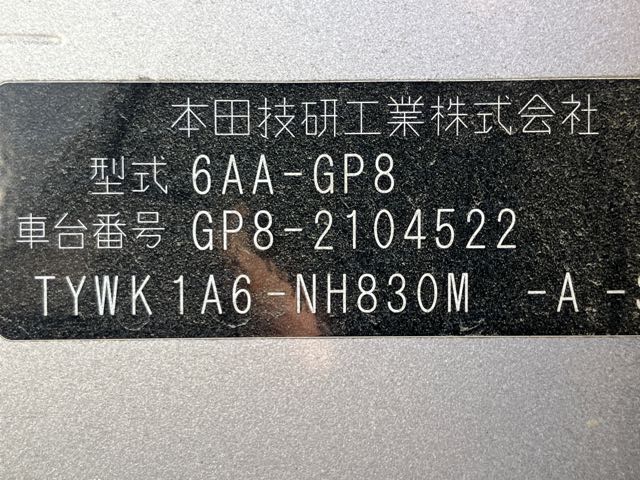 本田技研工業株式会社
型式 6AA-GP8
車台番号 GP8-2104522
TYWK1A6-NH830M -A -